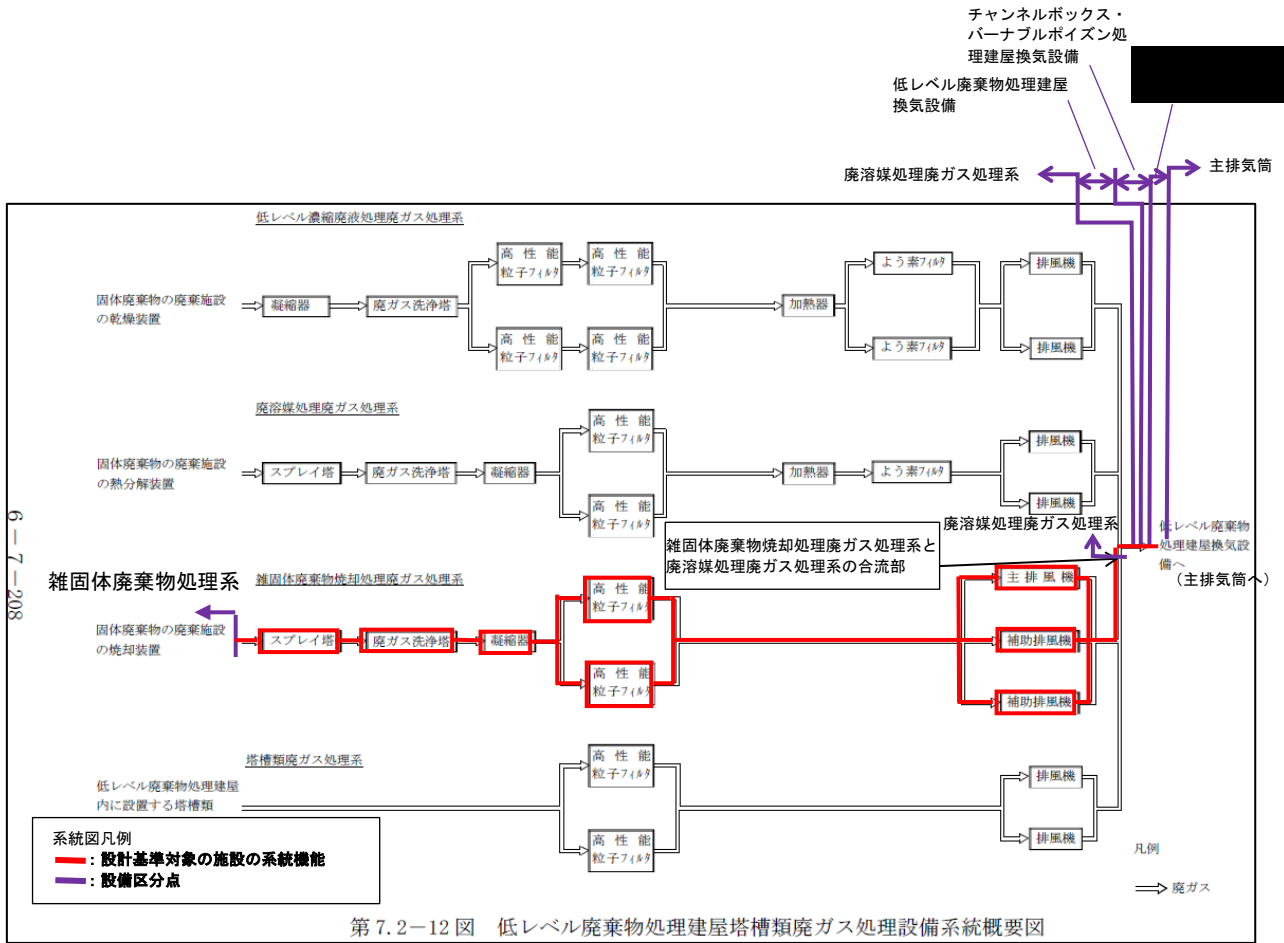 チャンネルボックス・
バーナブルポイズン処
理建屋換気設備
低レベル廃棄物処理建屋
換気設備
廃溶媒処理廃ガス処理系
主排気筒
低レベル濃縮廃液処理廃ガス処理系
固体廃棄物の廃棄施設
の乾燥装置
凝縮器
廃ガス洗浄塔
高性能
粒子フィルタ
高性能
粒子フィルタ
高性能
粒子フィルタ
高性能
粒子フィルタ
加熱器
よう素フィルタ
よう素フィルタ
排風機
排風機
廃溶媒処理廃ガス処理系
固体廃棄物の廃棄施設
の熱分解装置
スプレイ塔
廃ガス洗浄塔
凝縮器
高性能
粒子フィルタ
高性能
粒子フィルタ
加熱器
よう素フィルタ
排風機
排風機
廃溶媒処理廃ガス処理系
雑固体廃棄物焼却処理廃ガス処理系と
廃溶媒処理廃ガス処理系の合流部
低レベル廃棄物
処理建屋換気設
備へ
(主排気筒へ)
雑固体廃棄物処理系
雑固体廃棄物焼却処理廃ガス処理系
固体廃棄物の廃棄施設
の焼却装置
スプレイ塔
廃ガス洗浄塔
凝縮器
高性能
粒子フィルタ
高性能
粒子フィルタ
主排風機
補助排風機
補助排風機
塔槽類廃ガス処理系
低レベル廃棄物処理建屋
内に設置する塔槽類
高性能
粒子フィルタ
高性能
粒子フィルタ
排風機
排風機
系統図凡例
:設計基準対象の施設の系統機能
:設備区分点
凡例
廃ガス
第7.2-12図 低レベル廃棄物処理建屋塔槽類廃ガス処理設備系統概要図
6-7-208